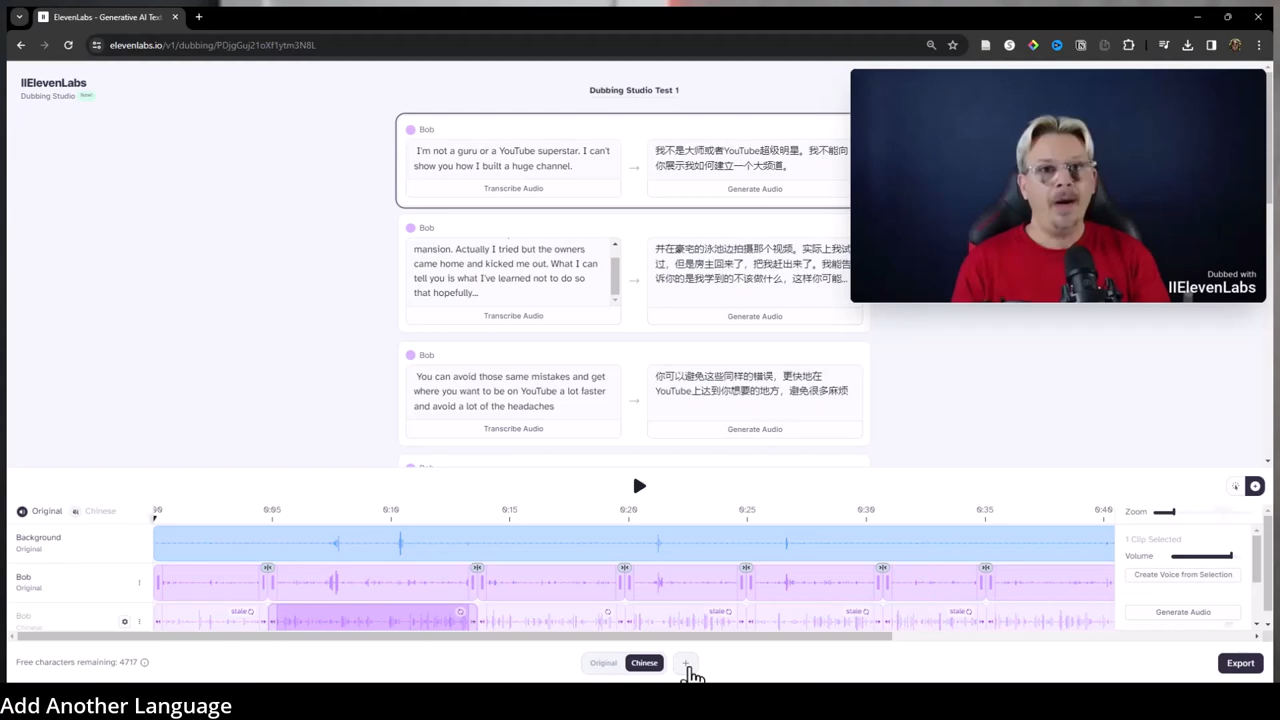 ElevenLabs - Generative AI Text
elevenlabs.io/v1/dubbing/PDjgGuj21oXf1ytm3N8L
IIElevenLabs
Dubbing Studio New!
Dubbing Studio Test 1
Bob
I'm not a guru or a YouTube superstar. I can't
show you how I built a huge channel.
Transcribe Audio
我不是大师或者YouTube超级明星。我不能向
你展示我如何建立一个大频道。
Generate Audio
Bob
mansion. Actually I tried but the owners
came home and kicked me out. What I can
tell you is what I've learned not to do so
that hopefully...
Transcribe Audio
并在豪宅的泳池边拍摄那个视频。实际上我试
过，但是房主回来了，把我赶出来了。我能告
诉你的是我学到的不该做什么，这样你可能...
Generate Audio
Bob
You can avoid those same mistakes and get
where you want to be on YouTube a lot faster
and avoid a lot of the headaches
Transcribe Audio
你可以避免这些同样的错误，更快地在
YouTube上达到你想要的地方，避免很多麻烦
Generate Audio
Bob
Dubbed with
IIElevenLabs
Original Chinese
0:05 0:10 0:15 0:20 0:25 0:30 0:35 0:40
Zoom
Background
Original
1 Clip Selected
Volume
Bob
Original
Create Voice from Selection
Bob
Chinese
stale stale stale stale
Generate Audio
Free characters remaining: 4717
Original Chinese +
Export
Add Another Language